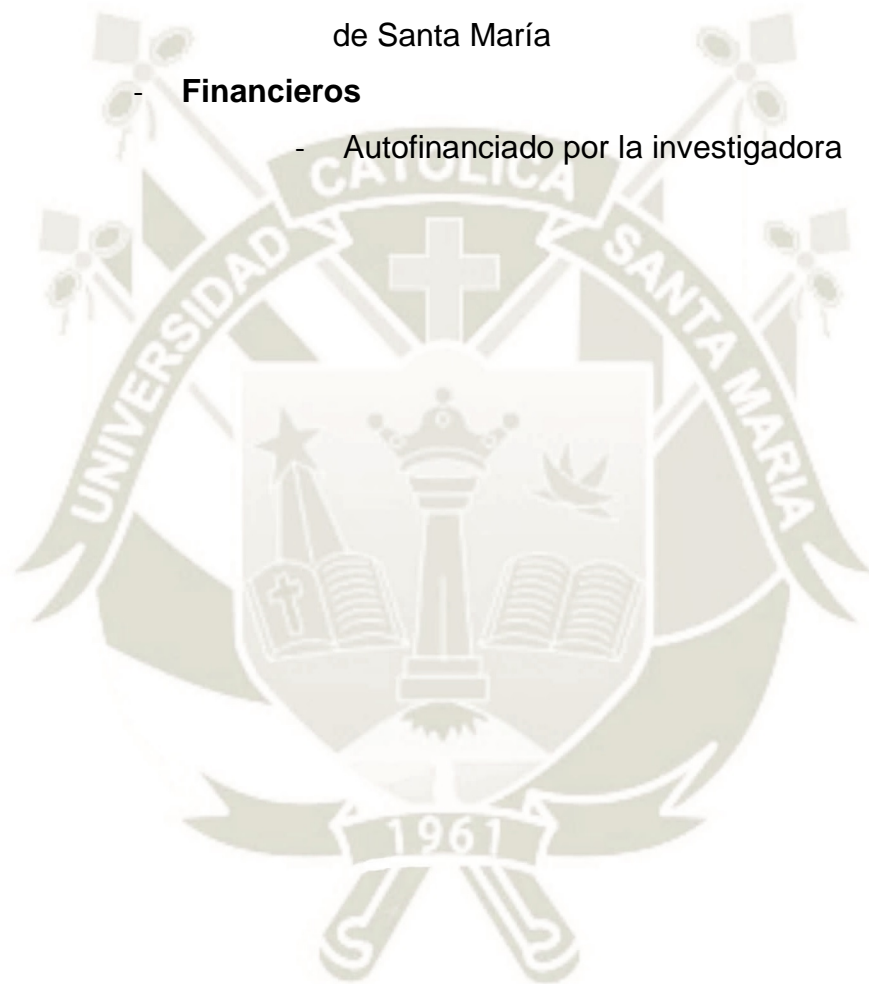 de Santa María
- Financieros
- Autofinanciado por la investigadora
UNIVERSIDAD CATOLICA SANTA MARIA
1961